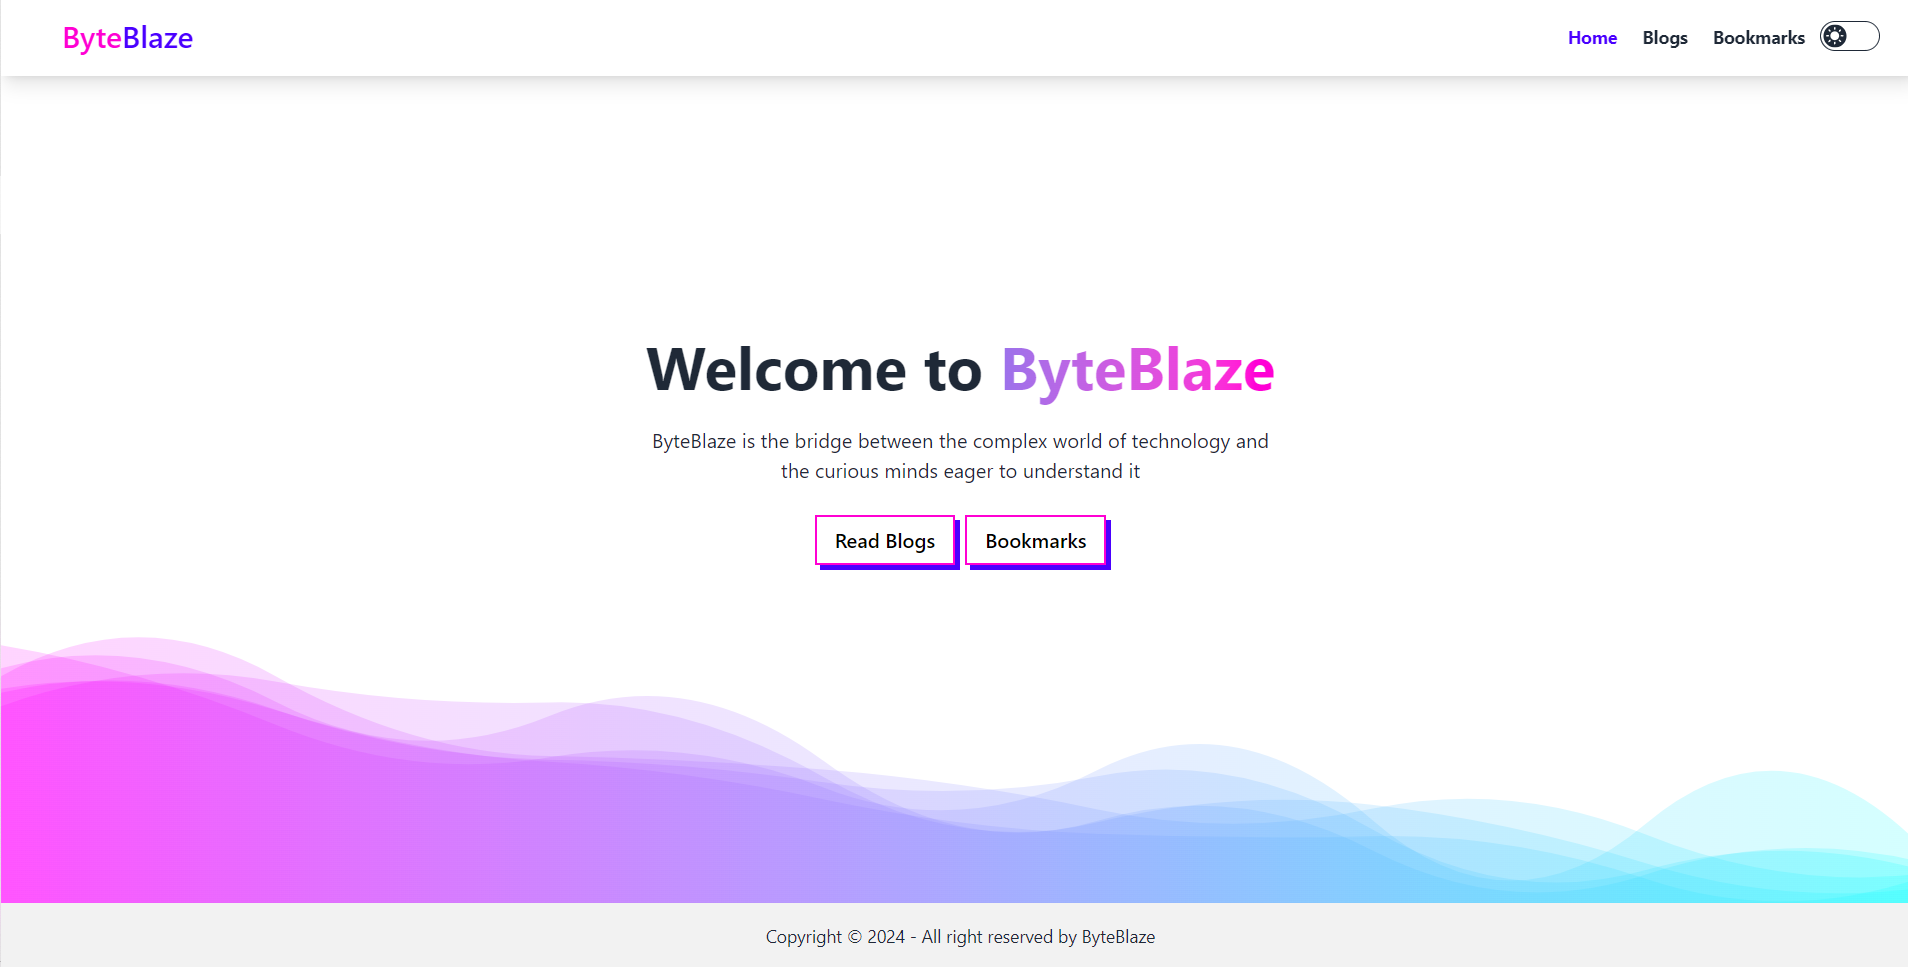 ByteBlaze
Home Blogs Bookmarks
Welcome to ByteBlaze
ByteBlaze is the bridge between the complex world of technology and
the curious minds eager to understand it
Read Blogs Bookmarks
Copyright © 2024 - All right reserved by ByteBlaze